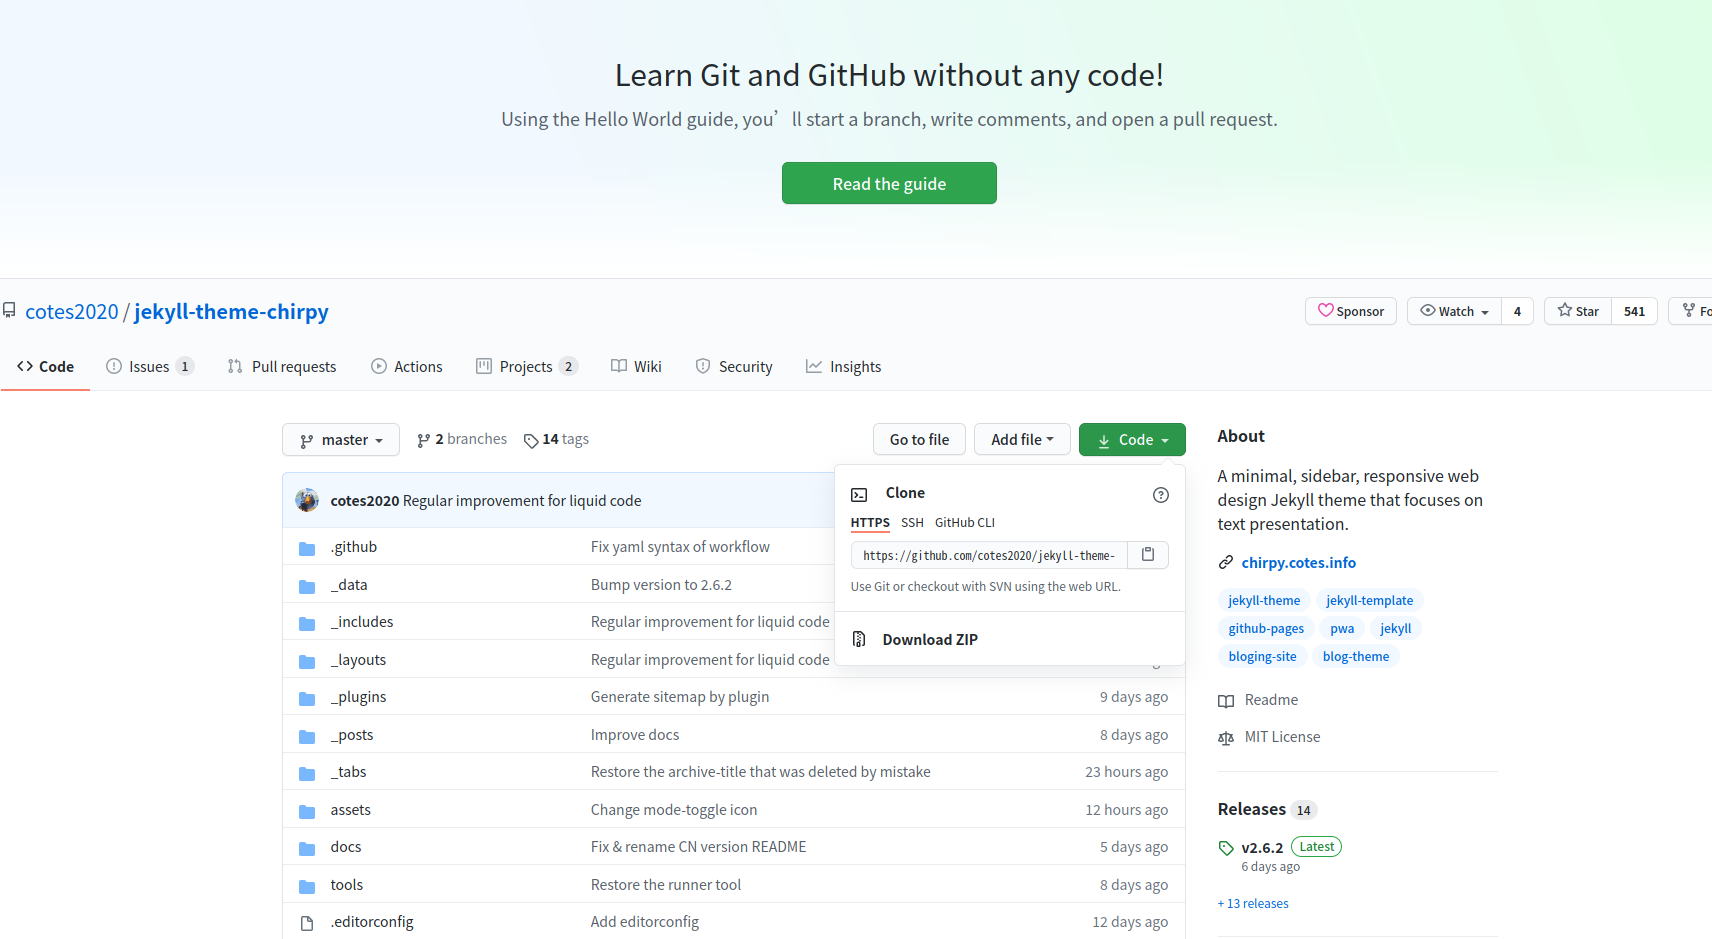 Learn Git and GitHub without any code!
Using the Hello World guide, you’ll start a branch, write comments, and open a pull request.
Read the guide
cotes2020 / jekyll-theme-chirpy
Sponsor
Watch 4
Star 541
Fo
Code
Issues 1
Pull requests
Actions
Projects 2
Wiki
Security
Insights
master
2 branches
14 tags
Go to file
Add file
Code
Clone
HTTPS SSH GitHub CLI
https://github.com/cotes2020/jekyll-theme-
Use Git or checkout with SVN using the web URL.
Download ZIP
cotes2020 Regular improvement for liquid code
.github Fix yaml syntax of workflow
_data Bump version to 2.6.2
_includes Regular improvement for liquid code
_layouts Regular improvement for liquid code
_plugins Generate sitemap by plugin 9 days ago
_posts Improve docs 8 days ago
_tabs Restore the archive-title that was deleted by mistake 23 hours ago
assets Change mode-toggle icon 12 hours ago
docs Fix & rename CN version README 5 days ago
tools Restore the runner tool 8 days ago
.editorconfig Add editorconfig 12 days ago
About
A minimal, sidebar, responsive web
design Jekyll theme that focuses on
text presentation.
chirpy.cotes.info
jekyll-theme jekyll-template
github-pages pwa jekyll
bloging-site blog-theme
Readme
MIT License
Releases 14
v2.6.2 Latest
6 days ago
+ 13 releases